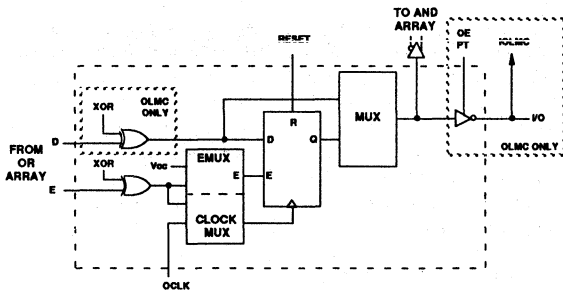 TO AND
ARRAY
OE
PT
IOLMC
RESET
OLMC
ONLY
XOR
MUX
R
D
Q
I/O
OLMC ONLY
FROM
OR
ARRAY
D
XOR
Vcc
EMUX
E
E
E
CLOCK
MUX
OCLK